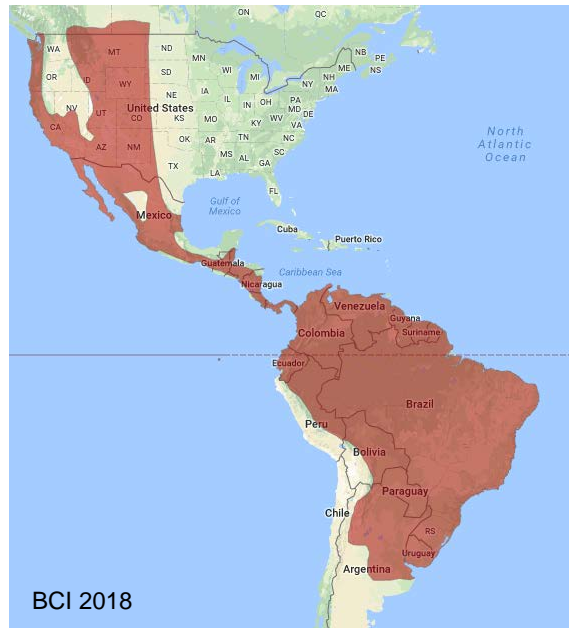 ON
QC
WA
MT
ND
MN
NB
PE
ME
NS
OR
ID
SD
WI
MI
NH
NY
MA
WY
NE
IA
PA
NV
UT
IL
IN
OH
MD
DE
United States
CO
KS
MO
KY
WV
VA
CA
OK
AR
TN
NC
AZ
NM
MS
AL
SC
GA
TX
LA
FL
North
Atlantic
Ocean
Gulf of
Mexico
Mexico
Cuba
Puerto Rico
Guatemala
Caribbean Sea
Nicaragua
Venezuela
Guyana
Colombia
Suriname
Ecuador
Brazil
Peru
Bolivia
Paraguay
Chile
RS
Uruguay
Argentina
BCI 2018